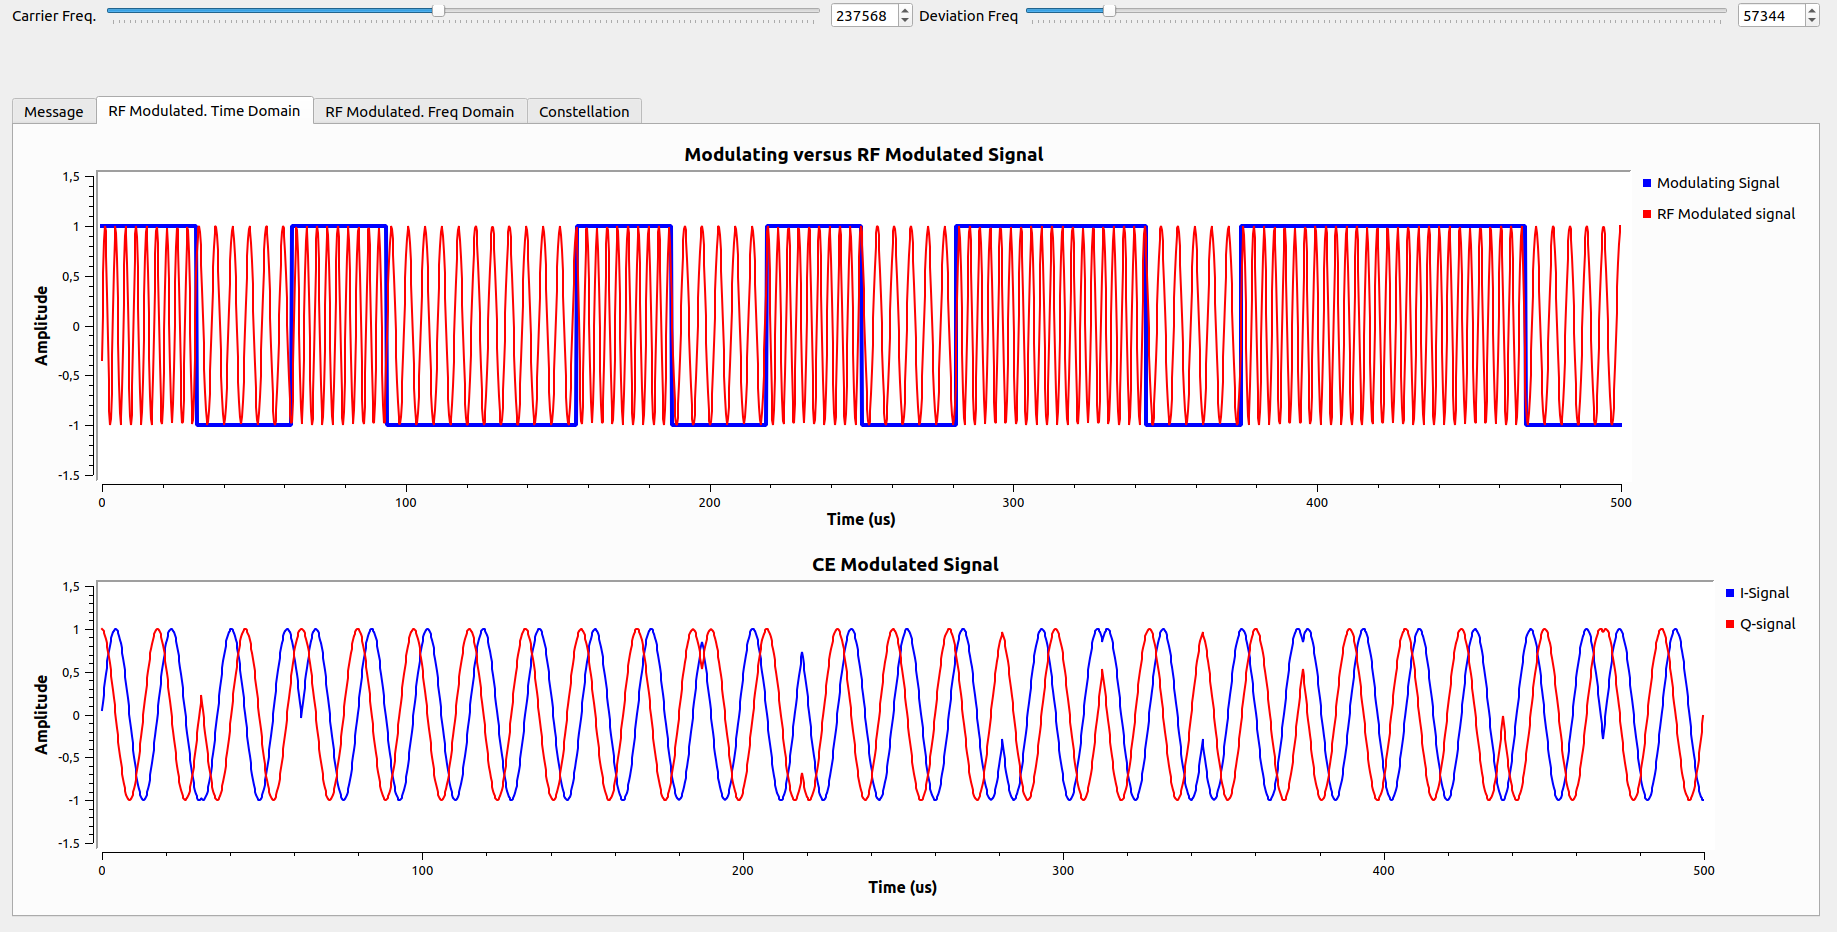 Carrier Freq. 237568 Deviation Freq 57344
Message RF Modulated. Time Domain RF Modulated. Freq Domain Constellation
Modulating versus RF Modulated Signal
1,5
1
0,5
0
-0,5
-1
-1.5
Amplitude
0 100 200 300 400 500
Time (us)
Modulating Signal
RF Modulated signal
CE Modulated Signal
1,5
1
0,5
0
-0,5
-1
-1.5
Amplitude
0 100 200 300 400 500
Time (us)
I-Signal
Q-signal